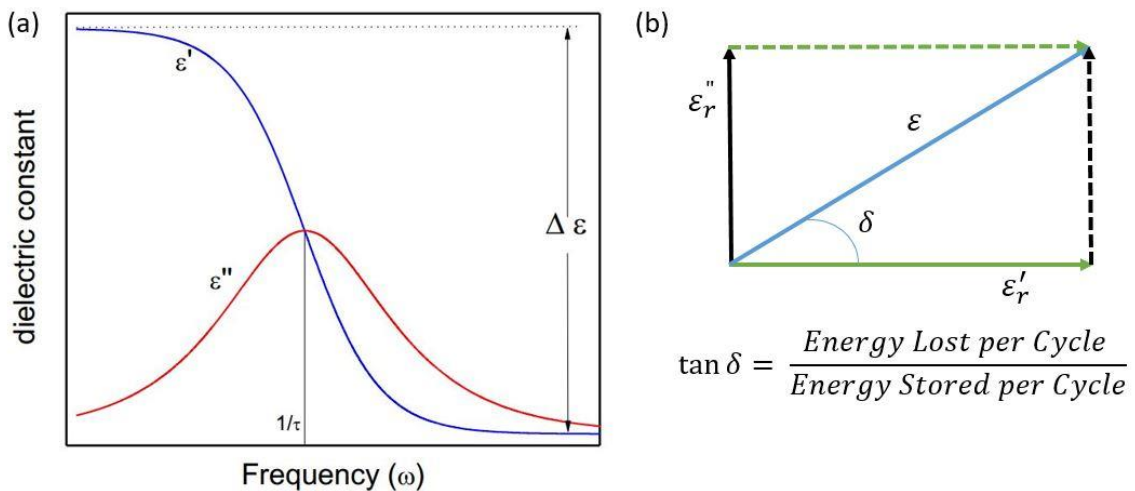 (a)
ε'
dielectric constant
Δ ε
ε"
1/τ
Frequency (ω)
(b)
ε_r"
ε
δ
ε_r'
tan δ = Energy Lost per Cycle / Energy Stored per Cycle